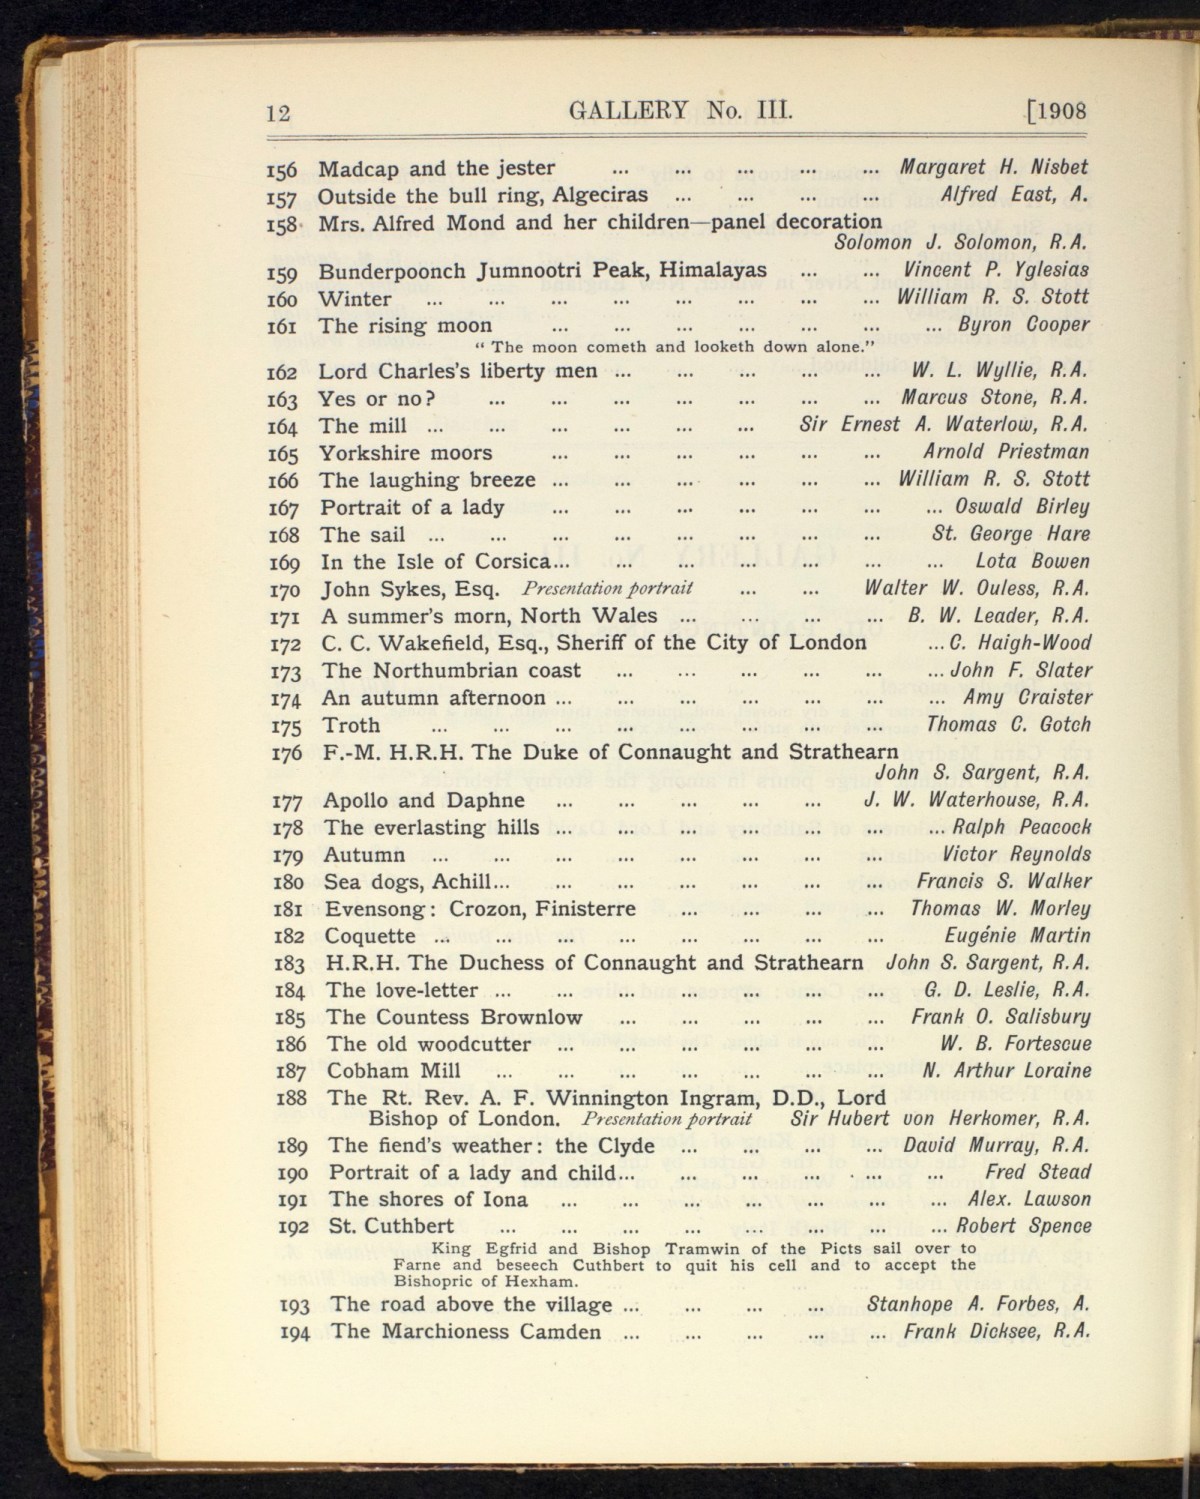 12 GALLERY No. III. [1908
156 Madcap and the jester ... ... ... ... ... Margaret H. Nisbet
157 Outside the bull ring, Algeciras ... ... ... ... Alfred East, A.
158 Mrs. Alfred Mond and her children—panel decoration
Solomon J. Solomon, R.A.
159 Bunderpoonch Jumnootri Peak, Himalayas ... ... Vincent P. Yglesias
160 Winter ... ... ... ... ... ... ... ... William R. S. Stott
161 The rising moon ... ... ... ... ... ... ... Byron Cooper
“ The moon cometh and looketh down alone.”
162 Lord Charles's liberty men ... ... ... ... ... W. L. Wyllie, R.A.
163 Yes or no? ... ... ... ... ... ... ... Marcus Stone, R.A.
164 The mill ... ... ... ... ... ... Sir Ernest A. Waterlow, R.A.
165 Yorkshire moors ... ... ... ... ... ... Arnold Priestman
166 The laughing breeze ... ... ... ... ... ... William R. S. Stott
167 Portrait of a lady ... ... ... ... ... ... ... Oswald Birley
168 The sail ... ... ... ... ... ... ... ... St. George Hare
169 In the Isle of Corsica... ... ... ... ... ... ... Lota Bowen
170 John Sykes, Esq. Presentation portrait ... ... Walter W. Ouless, R.A.
171 A summer's morn, North Wales ... ... ... ... B. W. Leader, R.A.
172 C. C. Wakefield, Esq., Sheriff of the City of London ... C. Haigh-Wood
173 The Northumbrian coast ... ... ... ... ... ... John F. Slater
174 An autumn afternoon ... ... ... ... ... ... ... Amy Craister
175 Troth ... ... ... ... ... ... ... ... Thomas C. Gotch
176 F.-M. H.R.H. The Duke of Connaught and Strathearn
John S. Sargent, R.A.
177 Apollo and Daphne ... ... ... ... ... J. W. Waterhouse, R.A.
178 The everlasting hills ... ... ... ... ... ... ... Ralph Peacock
179 Autumn ... ... ... ... ... ... ... ... Victor Reynolds
180 Sea dogs, Achill... ... ... ... ... ... ... Francis S. Walker
181 Evensong: Crozon, Finisterre ... ... ... ... Thomas W. Morley
182 Coquette ... ... ... ... ... ... ... ... Eugénie Martin
183 H.R.H. The Duchess of Connaught and Strathearn John S. Sargent, R.A.
184 The love-letter ... ... ... ... ... ... ... G. D. Leslie, R.A.
185 The Countess Brownlow ... ... ... ... ... Frank O. Salisbury
186 The old woodcutter ... ... ... ... ... ... W. B. Fortescue
187 Cobham Mill ... ... ... ... ... ... ... N. Arthur Loraine
188 The Rt. Rev. A. F. Winnington Ingram, D.D., Lord
Bishop of London. Presentation portrait Sir Hubert von Herkomer, R.A.
189 The fiend's weather: the Clyde ... ... ... ... David Murray, R.A.
190 Portrait of a lady and child... ... ... ... ... ... Fred Stead
191 The shores of Iona ... ... ... ... ... ... ... Alex. Lawson
192 St. Cuthbert ... ... ... ... ... ... ... ... Robert Spence
King Egfrid and Bishop Tramwin of the Picts sail over to
Farne and beseech Cuthbert to quit his cell and to accept the
Bishopric of Hexham.
193 The road above the village ... ... ... ... Stanhope A. Forbes, A.
194 The Marchioness Camden ... ... ... ... ... Frank Dicksee, R.A.